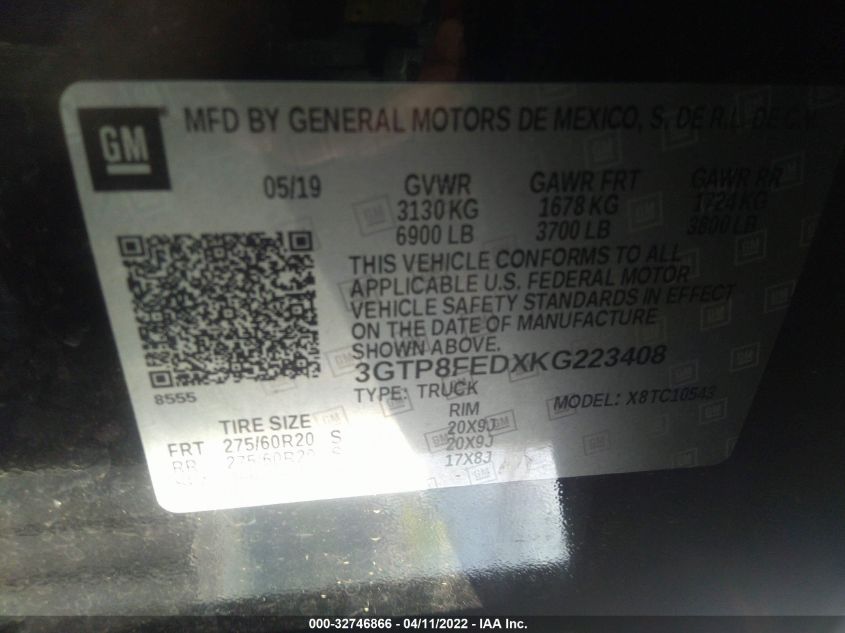 GM
MFD BY GENERAL MOTORS DE MEXICO, S. DE R.L. DE C.V.
05/19 GVWR GAWR FRT GAWR RR
3130 KG 1678 KG 1724 KG
6900 LB 3700 LB 3800 LB
THIS VEHICLE CONFORMS TO ALL
APPLICABLE U.S. FEDERAL MOTOR
VEHICLE SAFETY STANDARDS IN EFFECT
ON THE DATE OF MANUFACTURE
SHOWN ABOVE.
3GTP8FEDXKG223408
8555
TYPE: TRUCK MODEL: X8TC10543
TIRE SIZE RIM
FRT 275/60R20 S 20X9J
RR 275/60R20 S 20X9J
17X8J
000-32746866 - 04/11/2022 - IAA Inc.